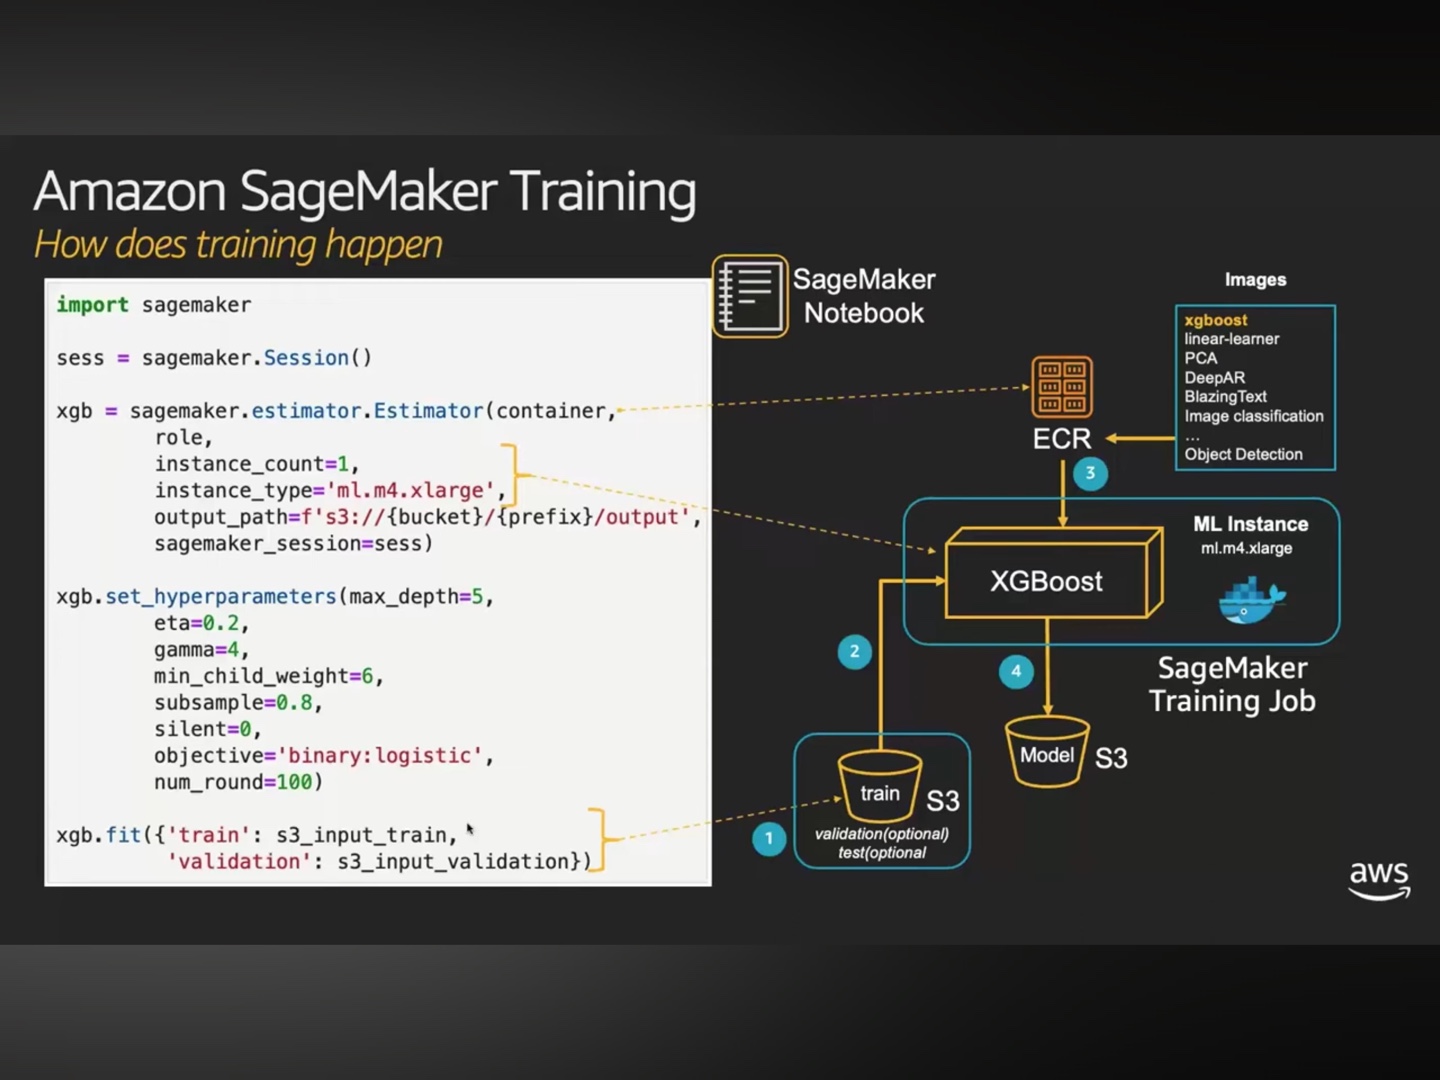 Amazon SageMaker Training
How does training happen
import sagemaker
sess = sagemaker.Session()
xgb = sagemaker.estimator.Estimator(container,
role,
instance_count=1,
instance_type='ml.m4.xlarge',
output_path=f's3://{bucket}/{prefix}/output',
sagemaker_session=sess)
xgb.set_hyperparameters(max_depth=5,
eta=0.2,
gamma=4,
min_child_weight=6,
subsample=0.8,
silent=0,
objective='binary:logistic',
num_round=100)
xgb.fit({'train': s3_input_train,
'validation': s3_input_validation})
SageMaker
Notebook
Images
xgboost
linear-learner
PCA
DeepAR
BlazingText
Image classification
...
Object Detection
ECR
3
ML Instance
ml.m4.xlarge
XGBoost
2
4
SageMaker
Training Job
Model
S3
train
S3
validation(optional)
test(optional
1
aws